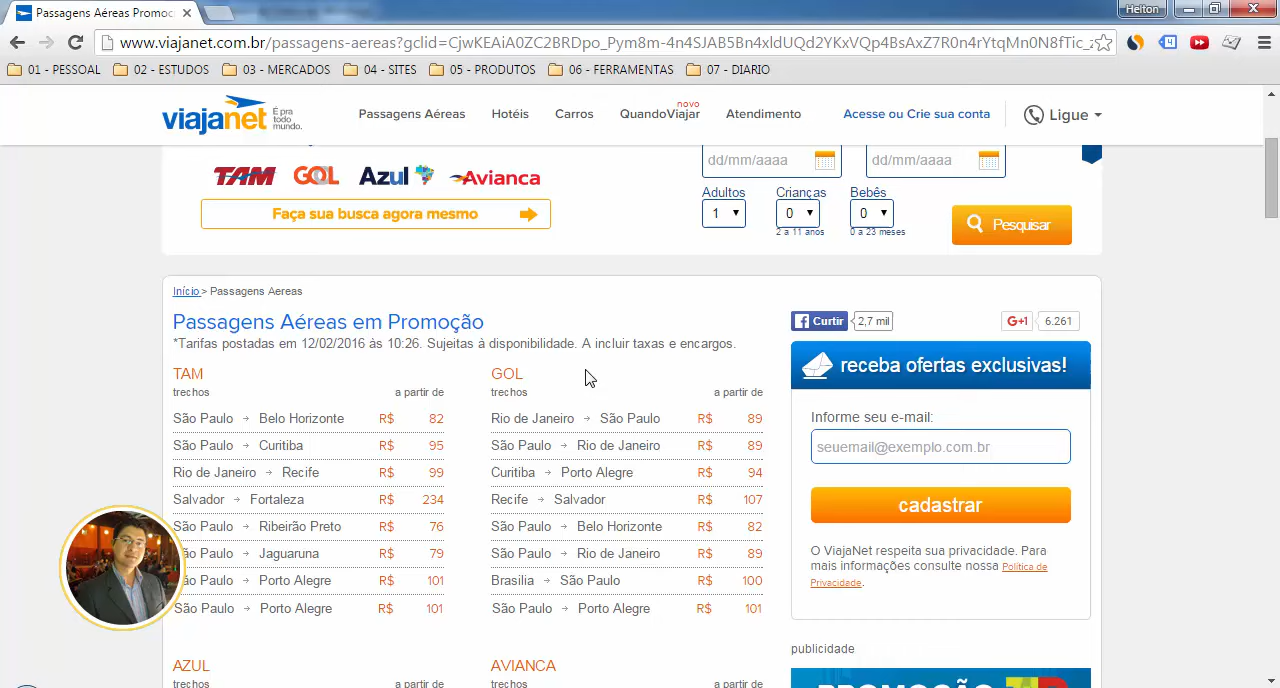 Passagens Aéreas Promoç
Helton
www.viajanet.com.br/passagens-aereas?gclid=CjwKEAiA0ZC2BRDpo_Pym8m-4n4SJAB5Bn4xldUQd2YKxVQp4BsAxZ7R0n4rYtqMn0N8fTic_z
01 - PESSOAL 02 - ESTUDOS 03 - MERCADOS 04 - SITES 05 - PRODUTOS 06 - FERRAMENTAS 07 - DIARIO
viajanet É pra todo mundo. Passagens Aéreas Hotéis Carros QuandoViajar novo Atendimento Acesse ou Crie sua conta Ligue
dd/mm/aaaa dd/mm/aaaa
TAM GOL Azul Avianca
Adultos Crianças Bebês
1 0 0
2 a 11 anos 0 a 23 meses
Faça sua busca agora mesmo
Pesquisar
Início > Passagens Aereas
Passagens Aéreas em Promoção
*Tarifas postadas em 12/02/2016 às 10:26. Sujeitas à disponibilidade. A incluir taxas e encargos.
TAM
trechos a partir de
São Paulo → Belo Horizonte R$ 82
São Paulo → Curitiba R$ 95
Rio de Janeiro → Recife R$ 99
Salvador → Fortaleza R$ 234
São Paulo → Ribeirão Preto R$ 76
São Paulo → Jaguaruna R$ 79
São Paulo → Porto Alegre R$ 101
São Paulo → Porto Alegre R$ 101
GOL
trechos a partir de
Rio de Janeiro → São Paulo R$ 89
São Paulo → Rio de Janeiro R$ 89
Curitiba → Porto Alegre R$ 94
Recife → Salvador R$ 107
São Paulo → Belo Horizonte R$ 82
São Paulo → Rio de Janeiro R$ 89
Brasilia → São Paulo R$ 100
São Paulo → Porto Alegre R$ 101
AZUL
trechos a partir de
AVIANCA
trechos a partir de
Curtir 2,7 mil G+1 6.261
receba ofertas exclusivas!
Informe seu e-mail:
seuemail@exemplo.com.br
cadastrar
O ViajaNet respeita sua privacidade. Para
mais informações consulte nossa Política de
Privacidade.
publicidade
PROMOÇÃO